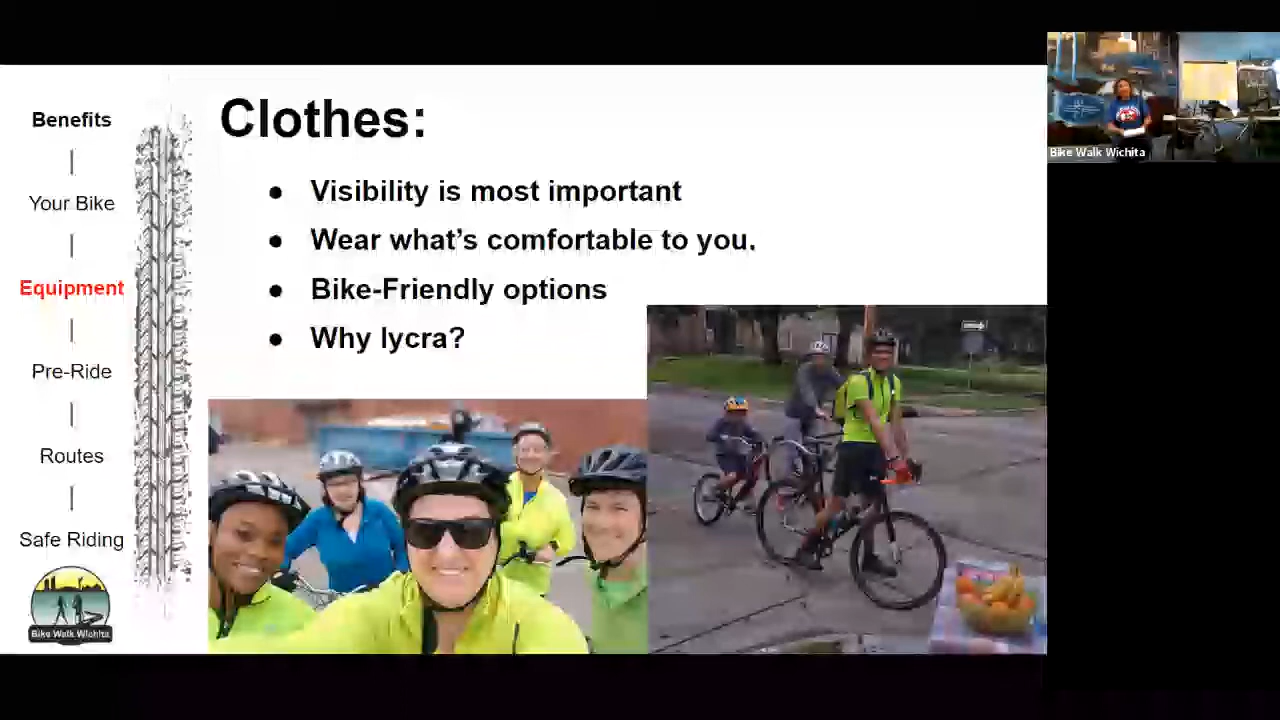 Benefits
Your Bike
Equipment
Pre-Ride
Routes
Safe Riding
Bike Walk Wichita
Clothes:
● Visibility is most important
● Wear what’s comfortable to you.
● Bike-Friendly options
● Why lycra?
Bike Walk Wichita